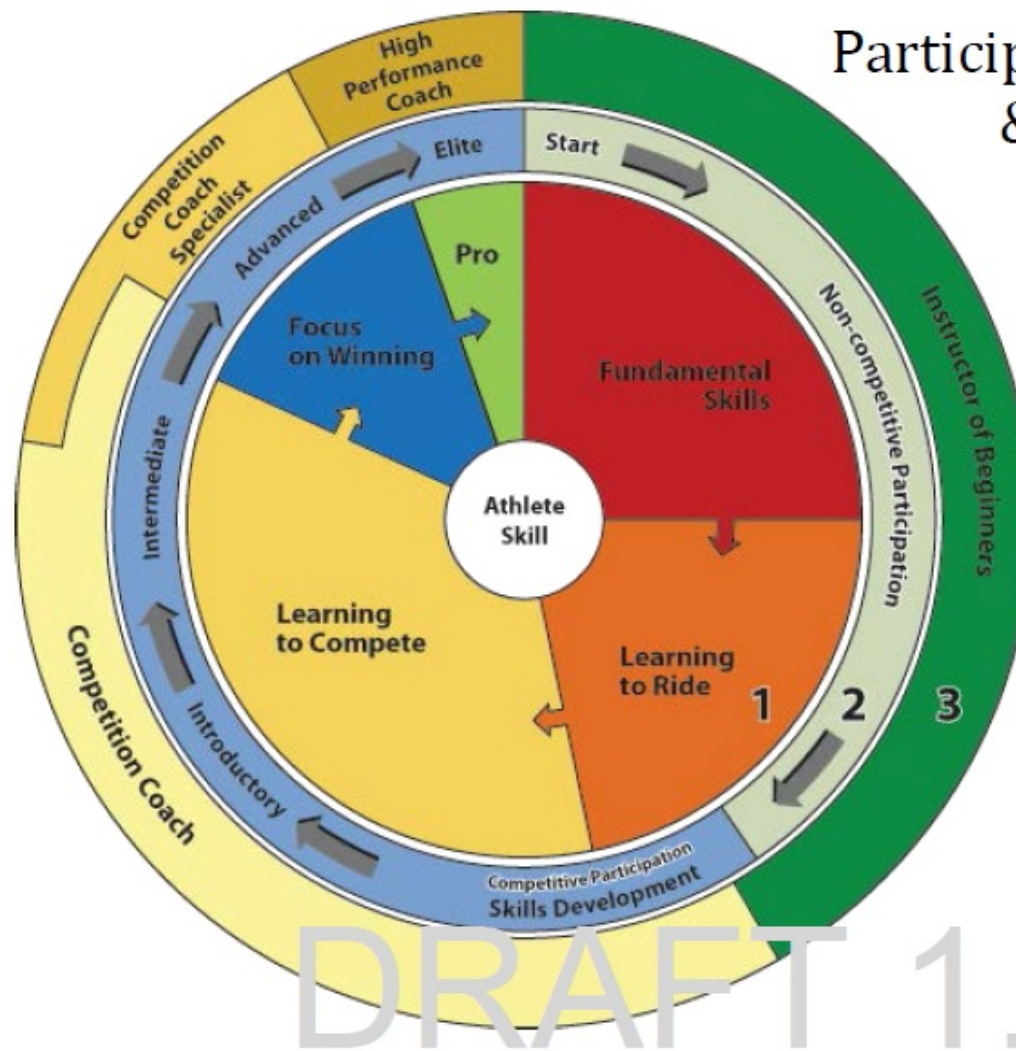 Particip
&
High
Performance
Coach
Competition
Coach
Specialist
Elite
Start
Advanced
Pro
Focus
on Winning
Fundamental
Skills
Non-competitive Participation
Instructor of Beginners
Intermediate
Athlete
Skill
Learning
to Compete
Learning
to Ride
1
2
3
Competition Coach
Introductory
Competitive Participation
Skills Development
DRAFT 1.